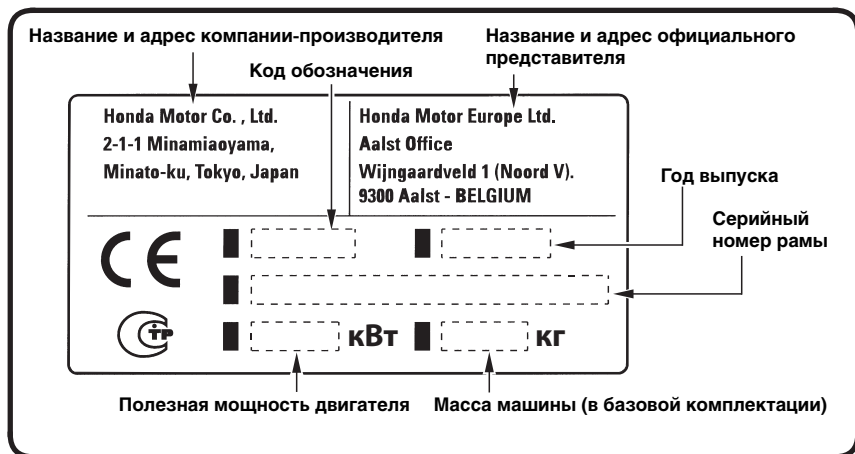 Название и адрес компании-производителя
Название и адрес официального
представителя
Код обозначения
Honda Motor Co. , Ltd.
2-1-1 Minamiaoyama,
Minato-ku, Tokyo, Japan
Honda Motor Europe Ltd.
Aalst Office
Wijngaardveld 1 (Noord V).
9300 Aalst - BELGIUM
Год выпуска
Серийный
номер рамы
CE
СТР
кВт
кг
Полезная мощность двигателя
Масса машины (в базовой комплектации)